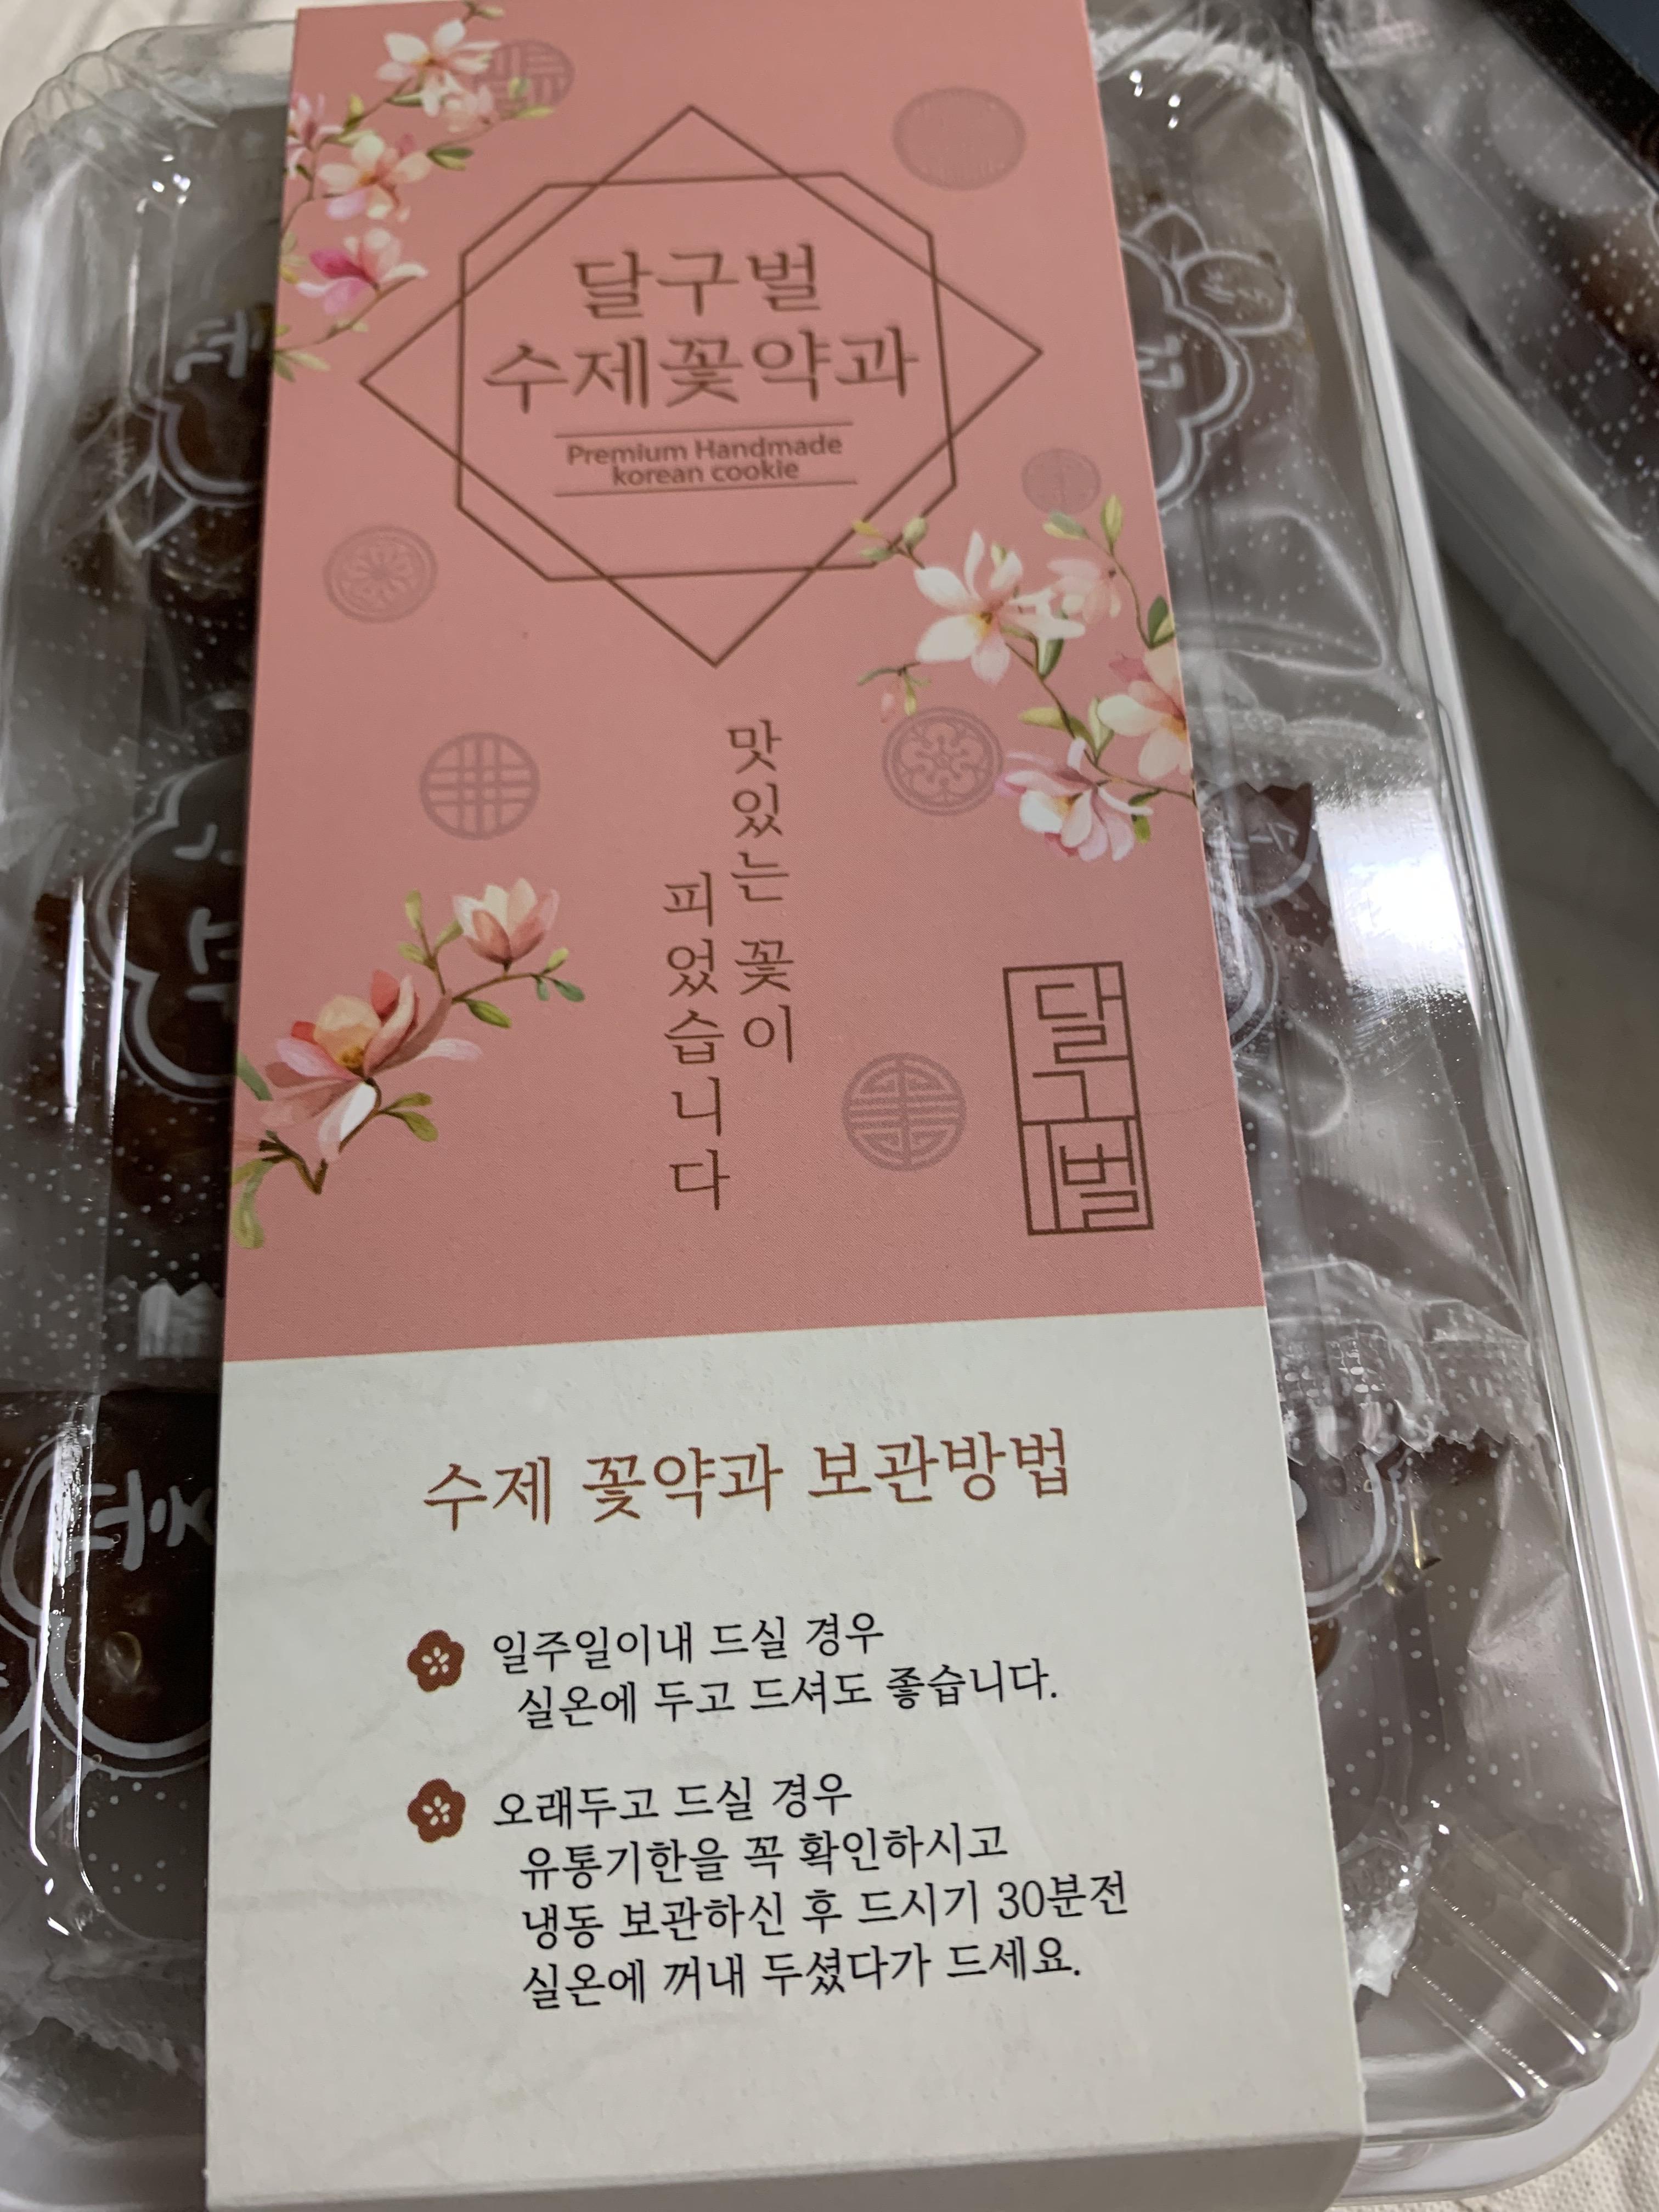 달구벌
수제꽃약과
Premium Handmade
korean cookie
맛있는 꽃이
피었습니다
달구벌
수제 꽃약과 보관방법
일주일이내 드실 경우
실온에 두고 드셔도 좋습니다.
오래두고 드실 경우
유통기한을 꼭 확인하시고
냉동 보관하신 후 드시기 30분전
실온에 꺼내 두셨다가 드세요.